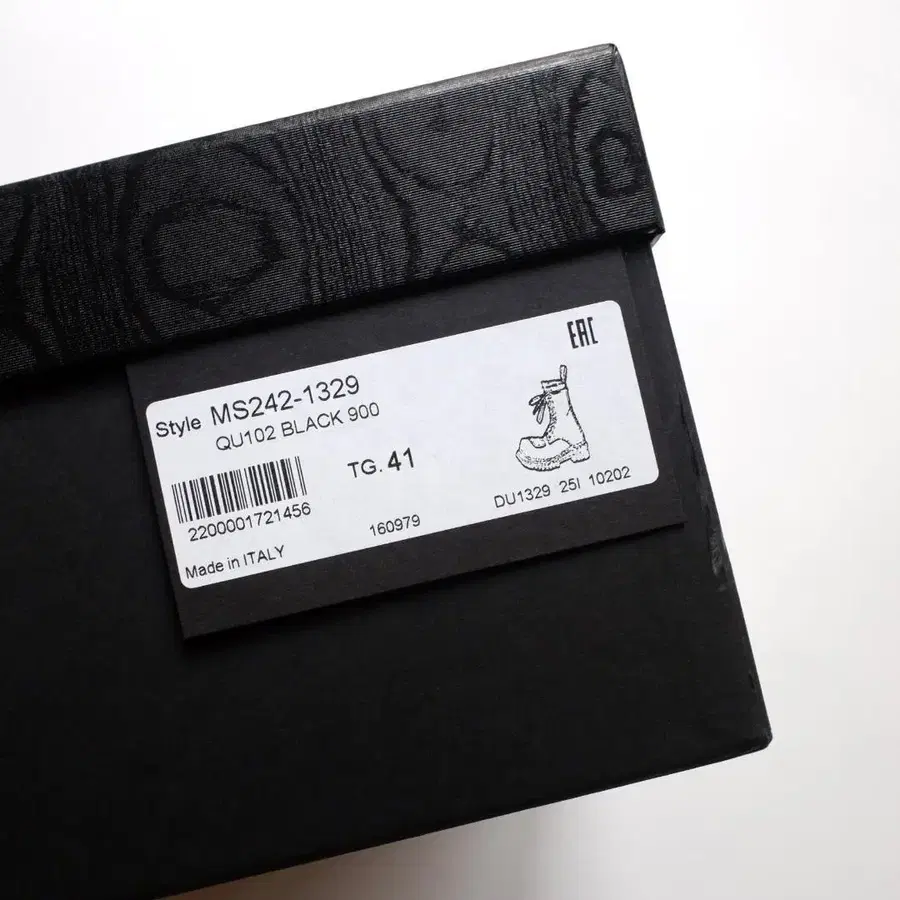 EAC
Style MS242-1329
QU102 BLACK 900
TG. 41
2200001721456
160979
DU1329 25I 10202
Made in ITALY